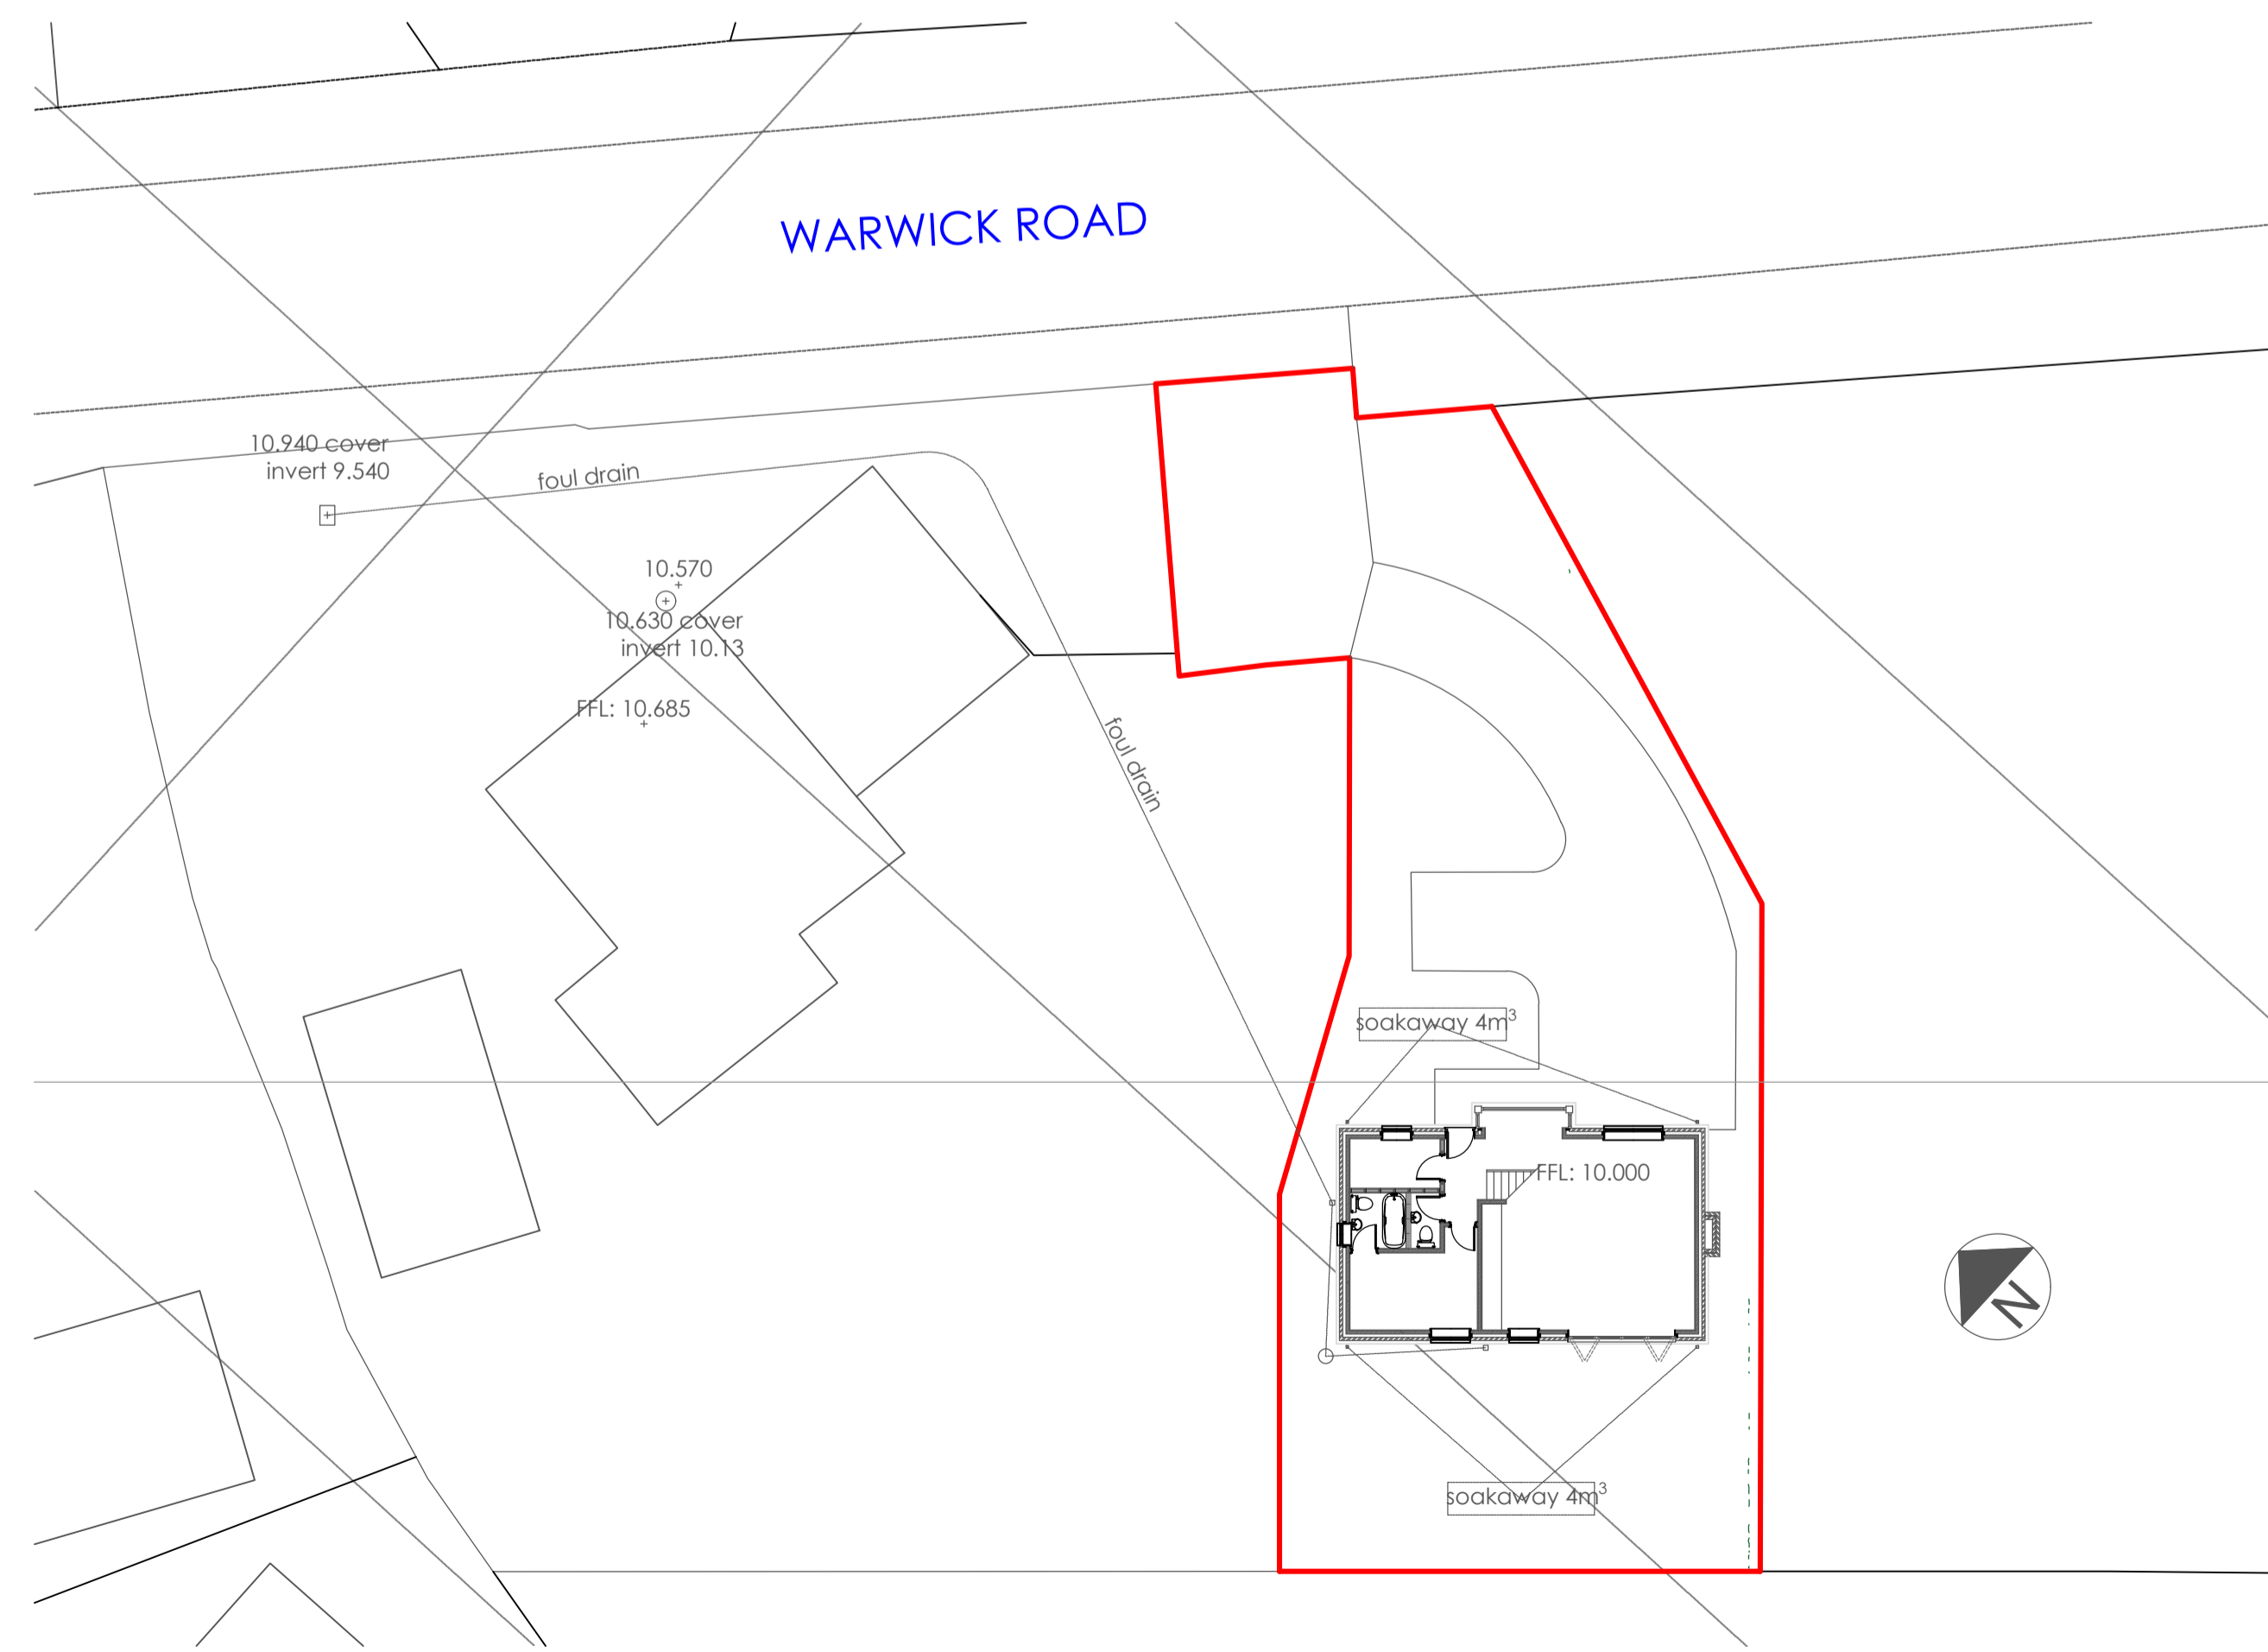 WARWICK ROAD
10.940 cover
invert 9.540
foul drain
10.570
10.630 cover
invert 10.13
FFL: 10.685
foul drain
soakaway 4m³
FFL: 10.000
N
soakaway 4m³